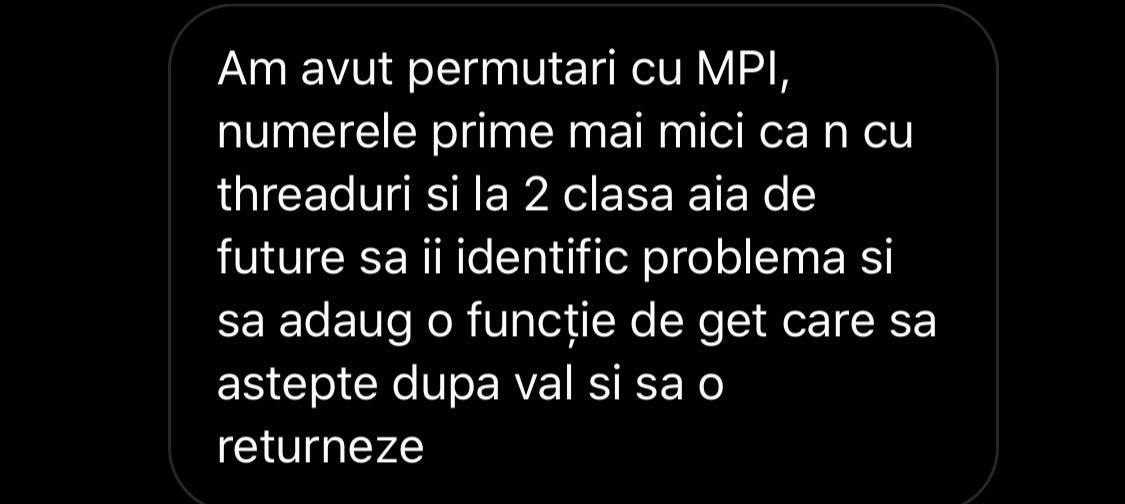 Am avut permutari cu MPI,
numerele prime mai mici ca n cu
threaduri si la 2 clasa aia de
future sa ii identific problema si
sa adaug o funcție de get care sa
astepte dupa val si sa o
returneze